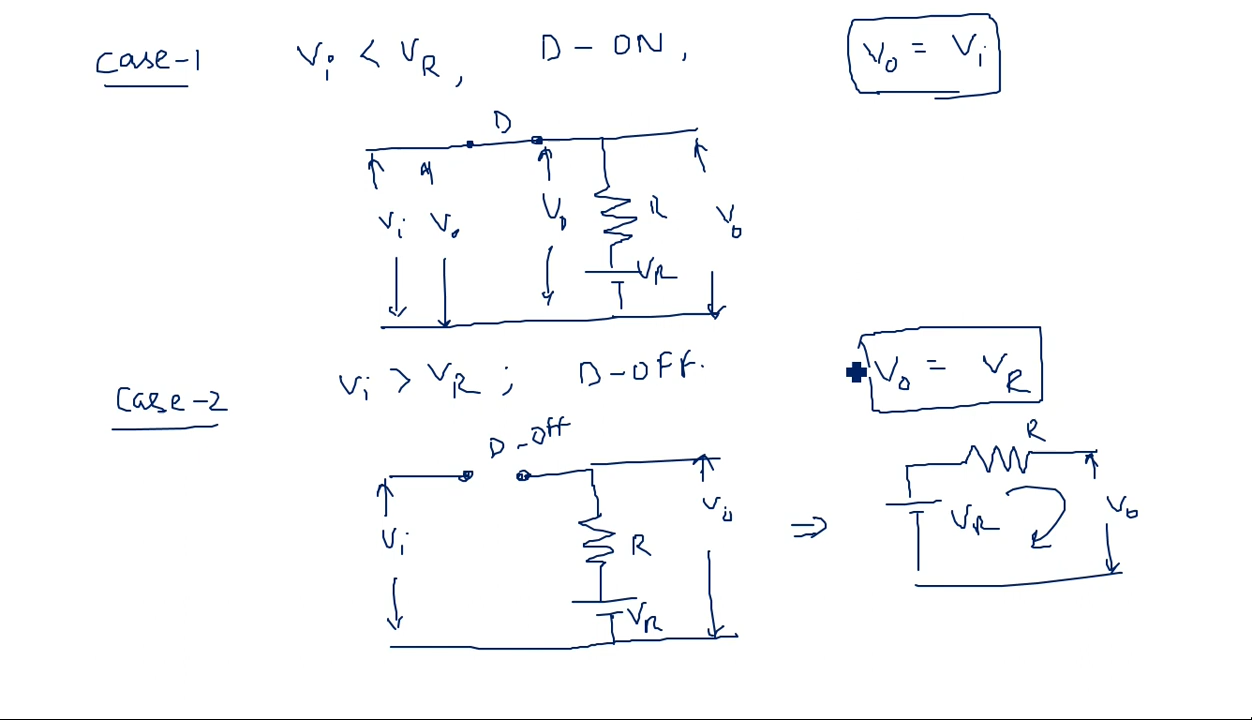 Case-1 Vi < VR, D - ON, Vo = Vi
D
Vi Vo Vo R Vo
VR
Case-2 Vi > VR ; D-OFF. Vo = VR
D-Off R
Vi R Vo ⇒ VR Vo
VR